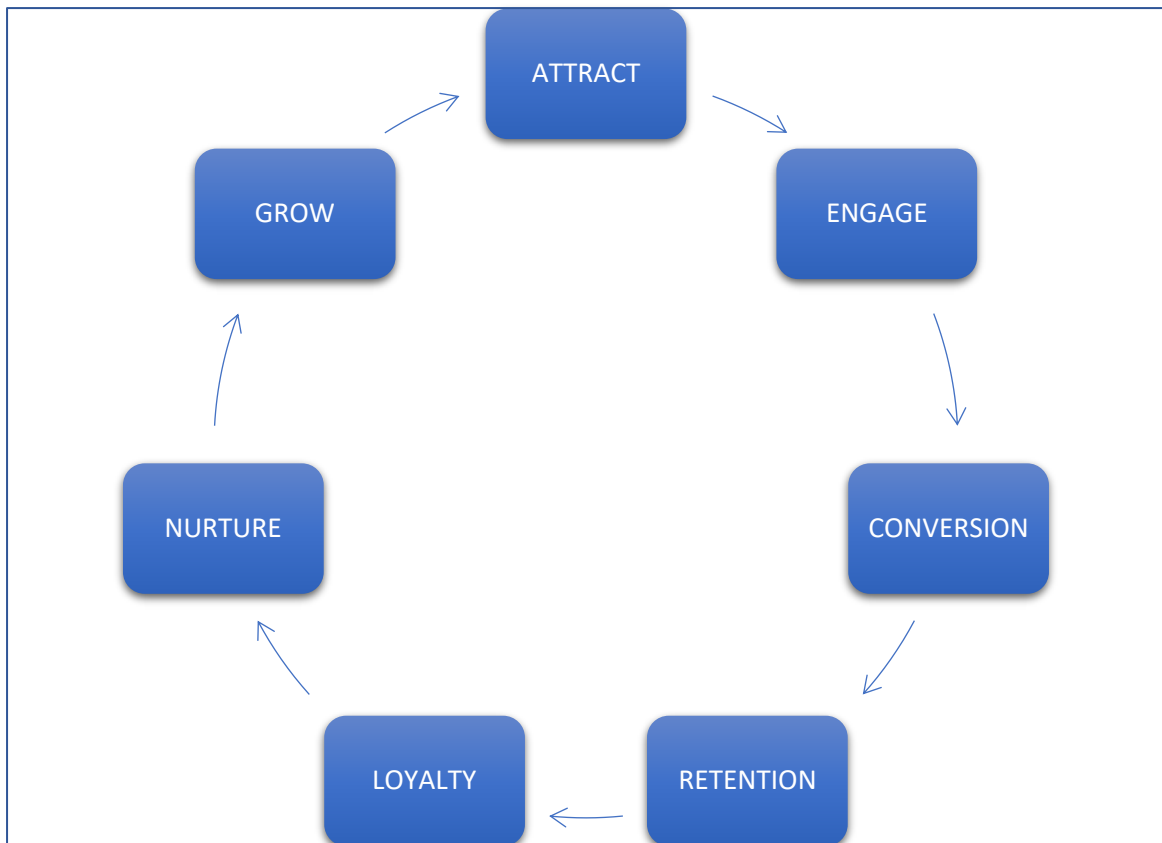 ATTRACT
ENGAGE
CONVERSION
RETENTION
LOYALTY
NURTURE
GROW